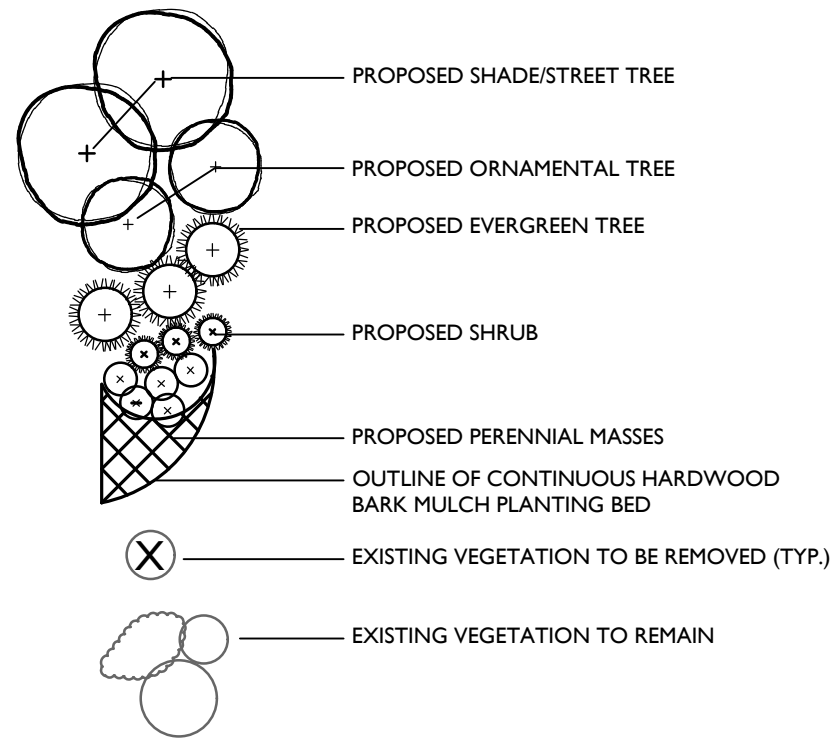 PROPOSED SHADE/STREET TREE
PROPOSED ORNAMENTAL TREE
PROPOSED EVERGREEN TREE
PROPOSED SHRUB
PROPOSED PERENNIAL MASSES
OUTLINE OF CONTINUOUS HARDWOOD
BARK MULCH PLANTING BED
X
EXISTING VEGETATION TO BE REMOVED (TYP.)
EXISTING VEGETATION TO REMAIN